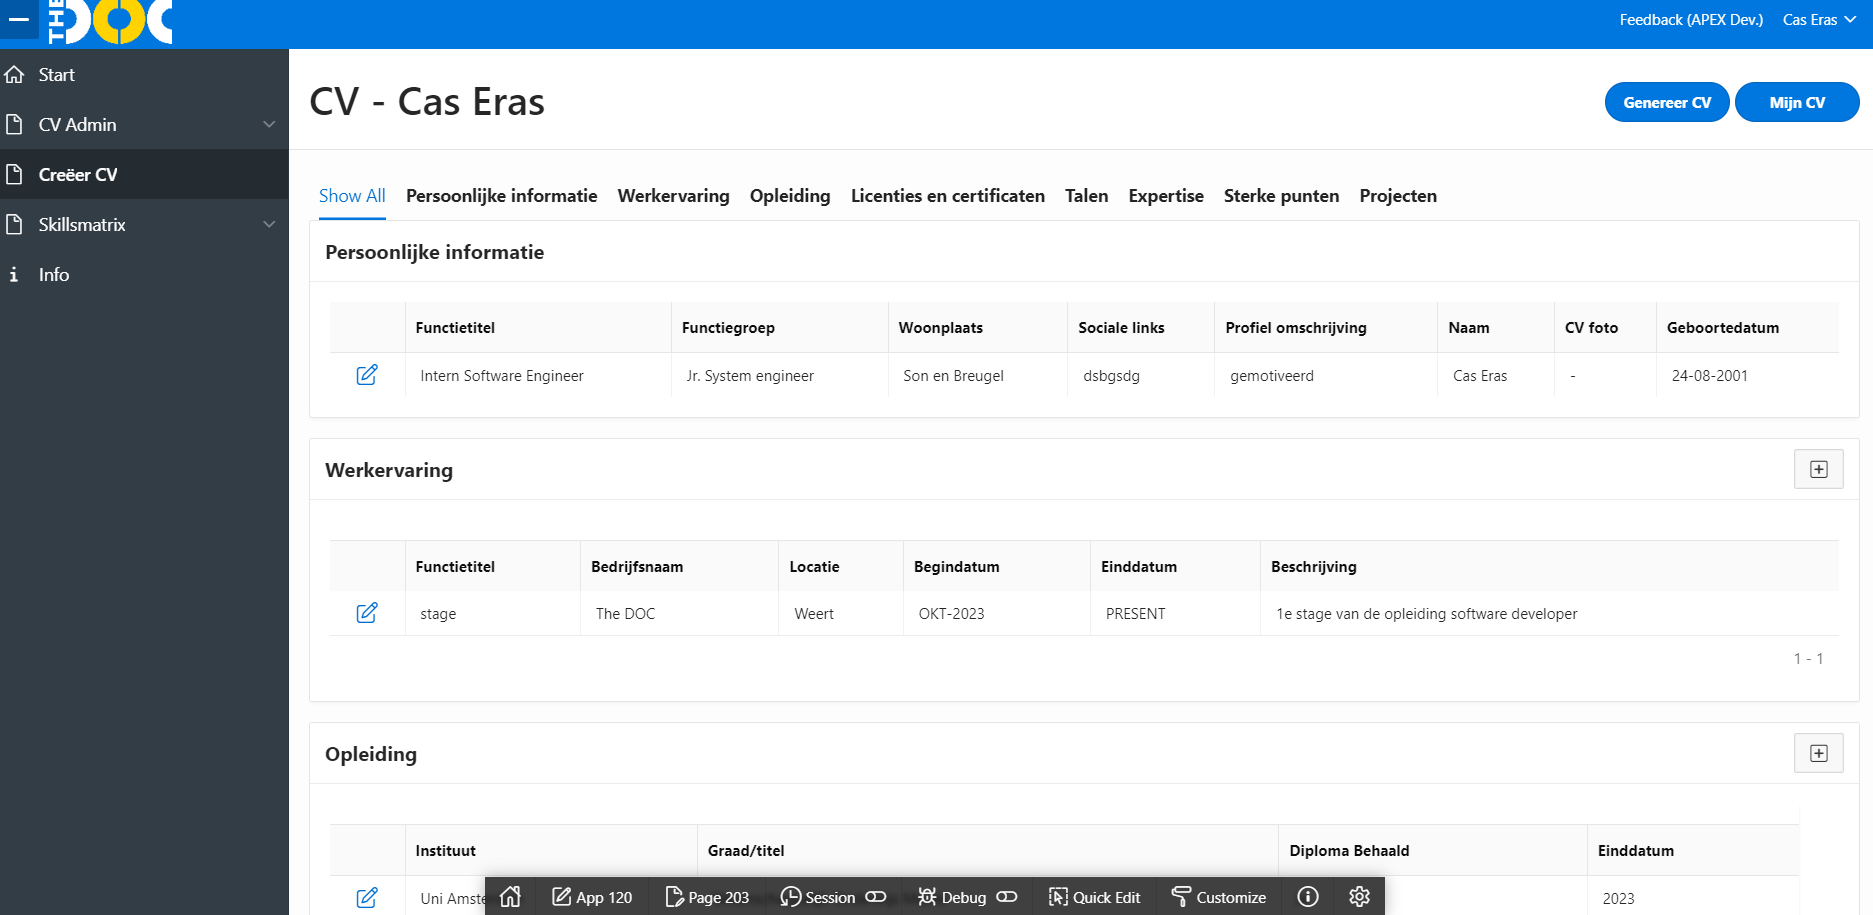 THE DOC
Feedback (APEX Dev.) Cas Eras
Start
CV Admin
Creëer CV
Skillsmatrix
Info
CV - Cas Eras
Genereer CV Mijn CV
Show All Persoonlijke informatie Werkervaring Opleiding Licenties en certificaten Talen Expertise Sterke punten Projecten
Persoonlijke informatie
Functietitel Functiegroep Woonplaats Sociale links Profiel omschrijving Naam CV foto Geboortedatum
Intern Software Engineer Jr. System engineer Son en Breugel dsbgsdg gemotiveerd Cas Eras - 24-08-2001
Werkervaring
Functietitel Bedrijfsnaam Locatie Begindatum Einddatum Beschrijving
stage The DOC Weert OKT-2023 PRESENT 1e stage van de opleiding software developer
1 - 1
Opleiding
Instituut Graad/titel Diploma Behaald Einddatum
Uni 2023
App 120 Page 203 Session Debug Quick Edit Customize